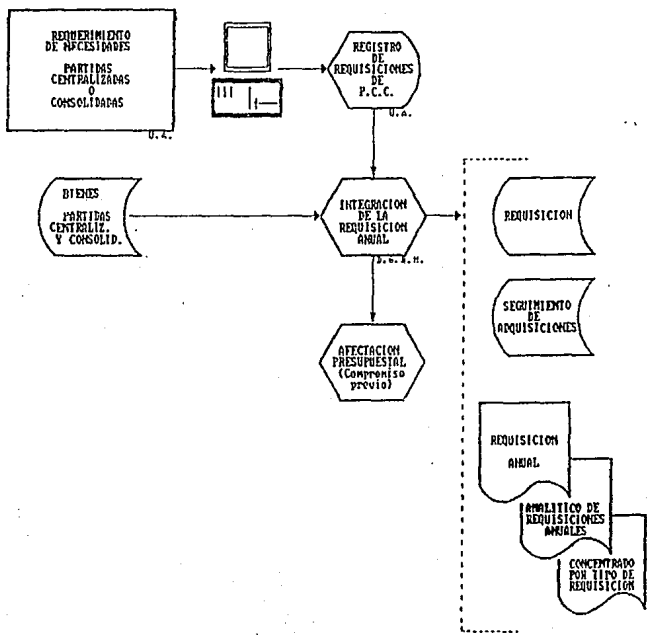 REQUERIMIENTO
DE NECESIDADES
PARTIDAS
CENTRALIZADAS
O
CONSOLIDADAS
U.A.
REGISTRO
DE
REQUISICIONES
DE
P.C.C.
U.A.
BIENES
PARTIDAS
CENTRALIZ.
Y CONSOLID.
INTEGRACION
DE LA
REQUISICION
ANUAL
D.G.R.M.
AFECTACION
PRESUPUESTAL
(Compromiso
previo)
REQUISICION
SEGUIMIENTO
DE
ADQUISICIONES
REQUISICION
ANUAL
ANALITICO DE
REQUISICIONES
ANUALES
CONCENTRADO
POR TIPO DE
REQUISICION